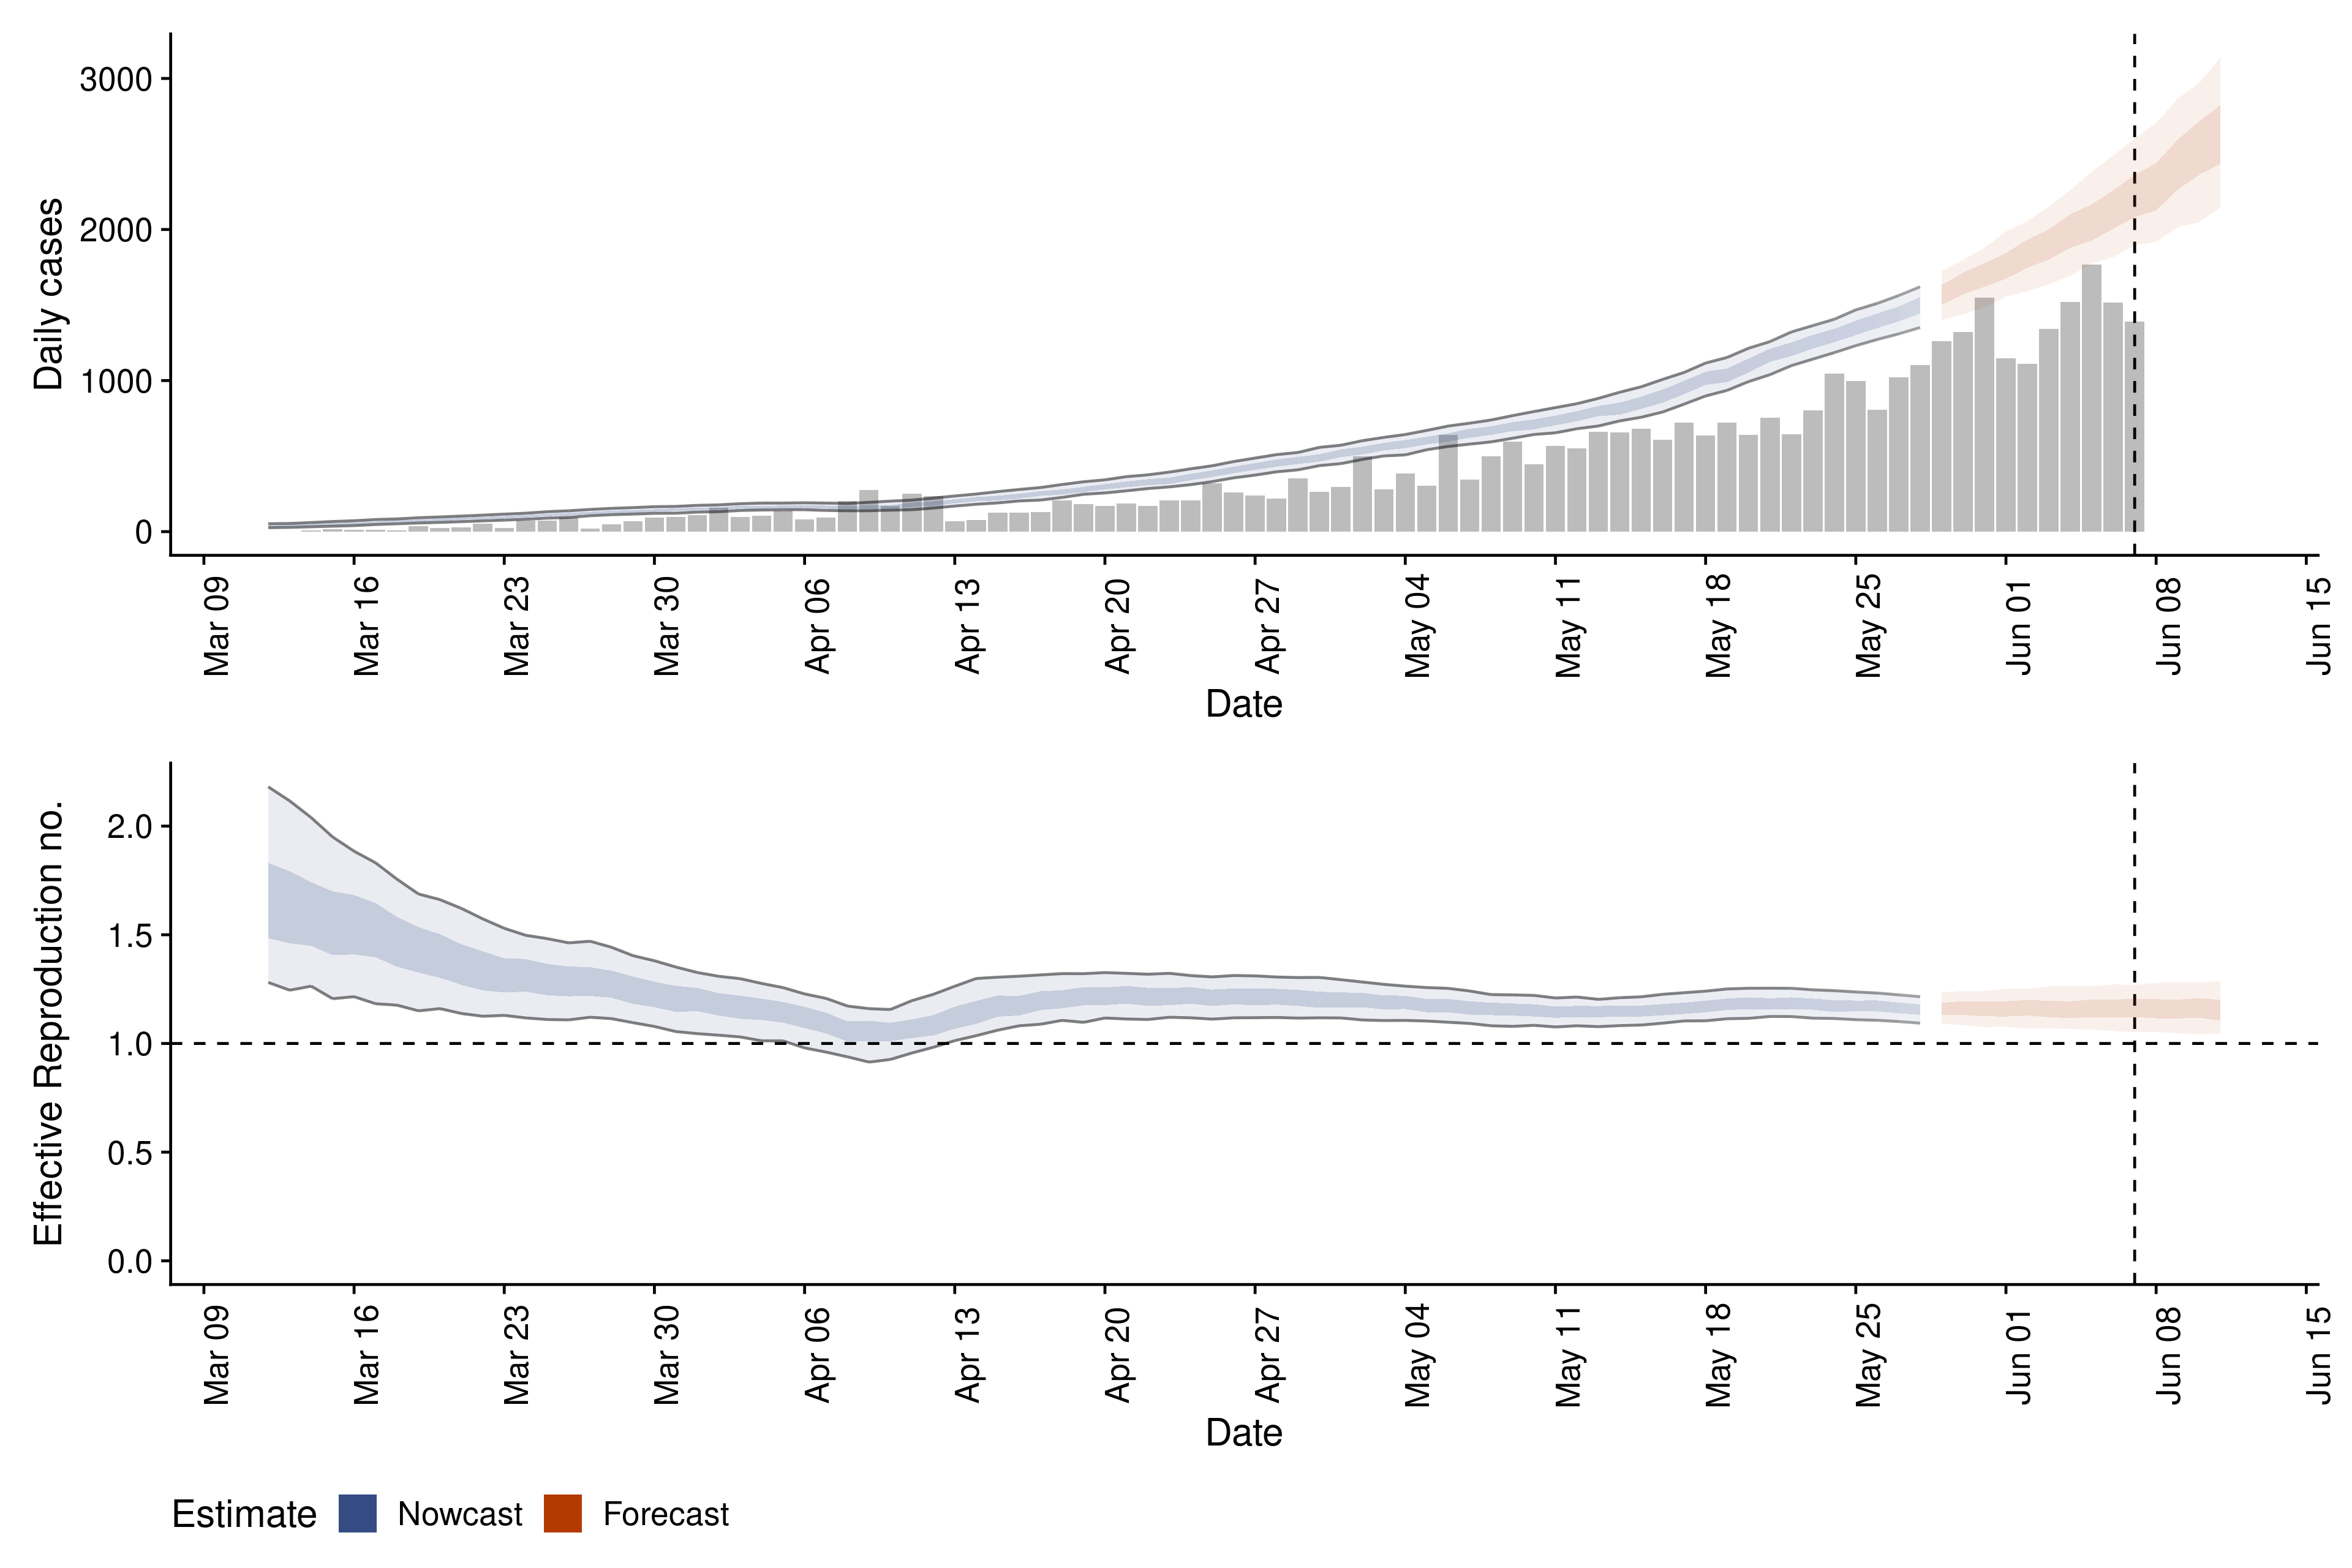 Daily cases
3000
2000
1000
0
Mar 09
Mar 16
Mar 23
Mar 30
Apr 06
Apr 13
Apr 20
Apr 27
May 04
May 11
May 18
May 25
Jun 01
Jun 08
Jun 15
Date
Effective Reproduction no.
2.0
1.5
1.0
0.5
0.0
Mar 09
Mar 16
Mar 23
Mar 30
Apr 06
Apr 13
Apr 20
Apr 27
May 04
May 11
May 18
May 25
Jun 01
Jun 08
Jun 15
Date
Estimate Nowcast Forecast